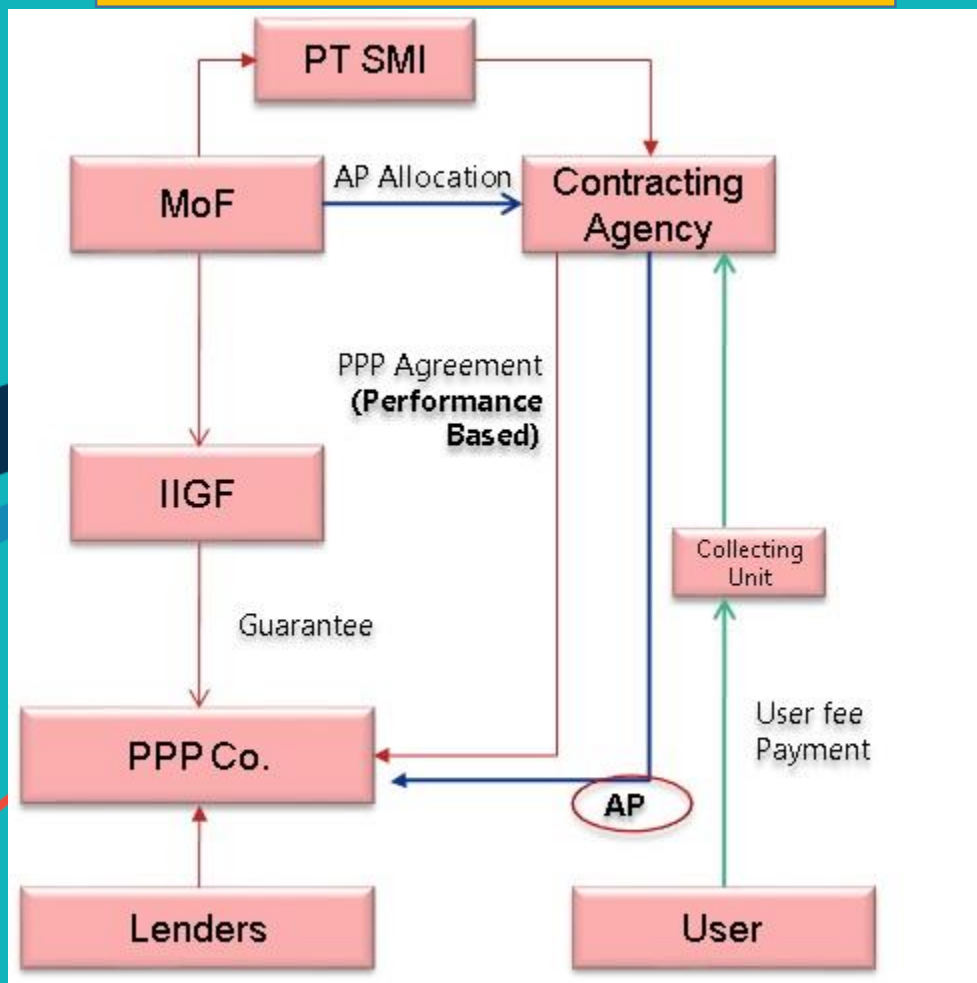 PT SMI
MoF
AP Allocation
Contracting
Agency
PPP Agreement
(Performance
Based)
IIGF
Collecting
Unit
Guarantee
User fee
Payment
PPP Co.
AP
Lenders
User